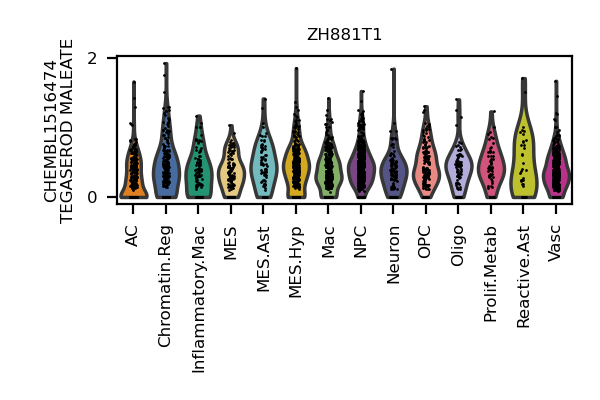 ZH881T1
CHEMBL1516474
TEGASEROD MALEATE
2
0
AC
Chromatin.Reg
Inflammatory.Mac
MES
MES.Ast
MES.Hyp
Mac
NPC
Neuron
OPC
Oligo
Prolif.Metab
Reactive.Ast
Vasc